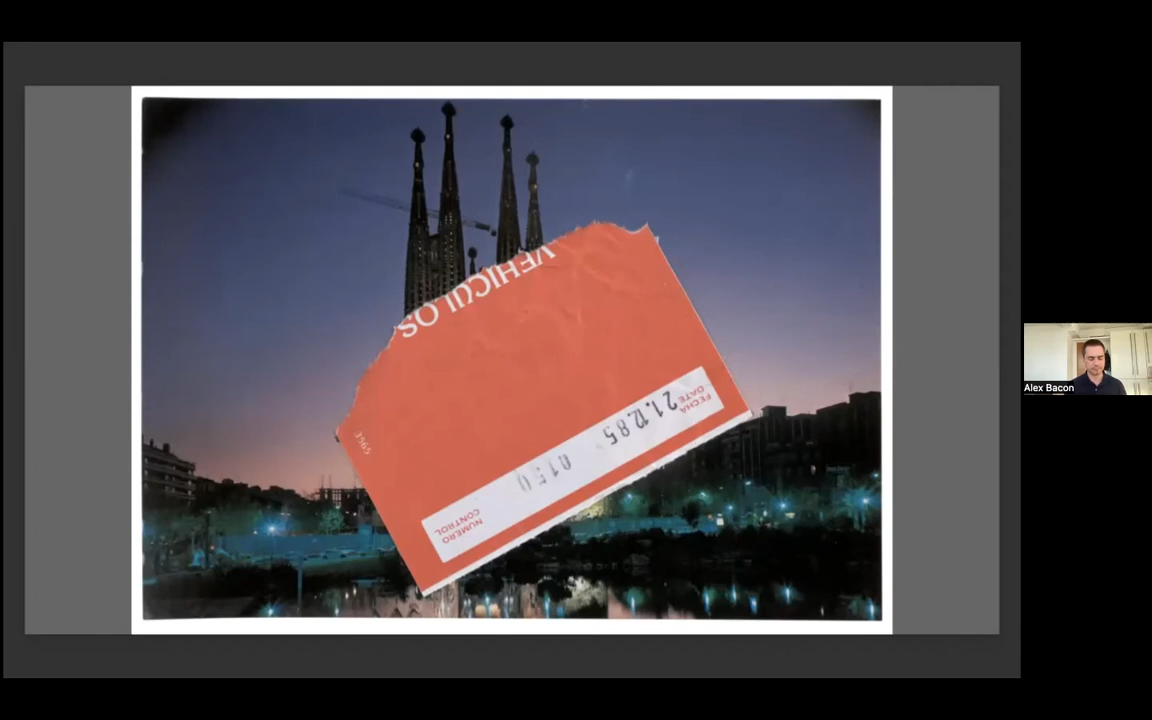 FECHA
DATE
21.12.85 0150
NUMERO
CONTROL
VEHICULOS
Alex Bacon